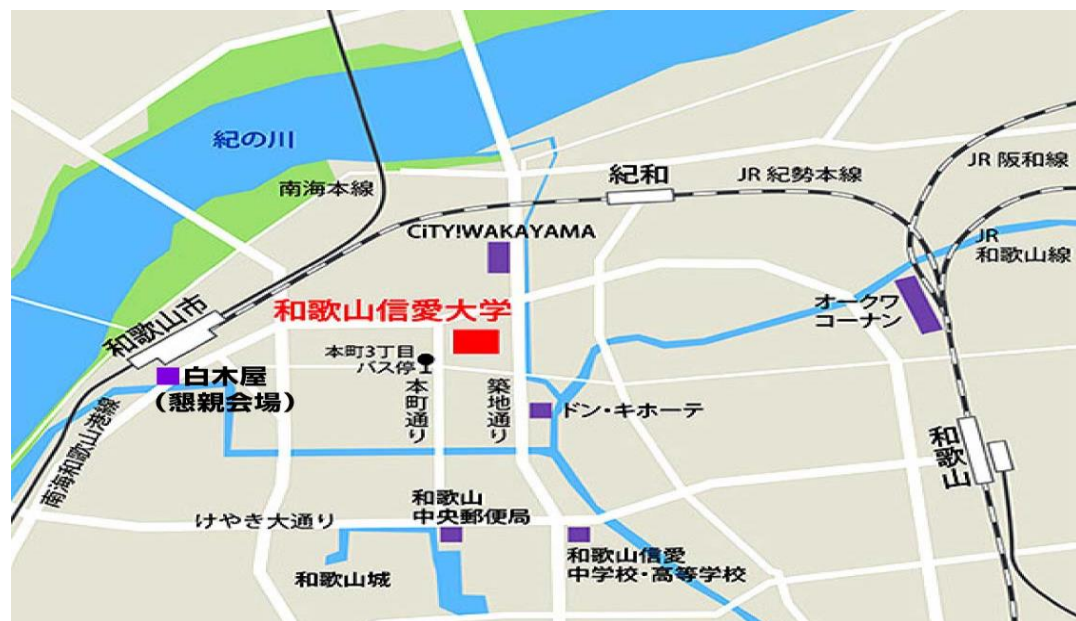 紀の川
南海本線
紀和
JR 紀勢本線
JR 阪和線
JR
和歌山線
CiTY!WAKAYAMA
オークワ
コーナン
和歌山市
和歌山信愛大学
本町3丁目
バス停
白木屋
(懇親会場)
本町通り
築地通り
ドン・キホーテ
南海和歌山港線
和歌山
けやき大通り
和歌山
中央郵便局
和歌山信愛
中学校・高等学校
和歌山城